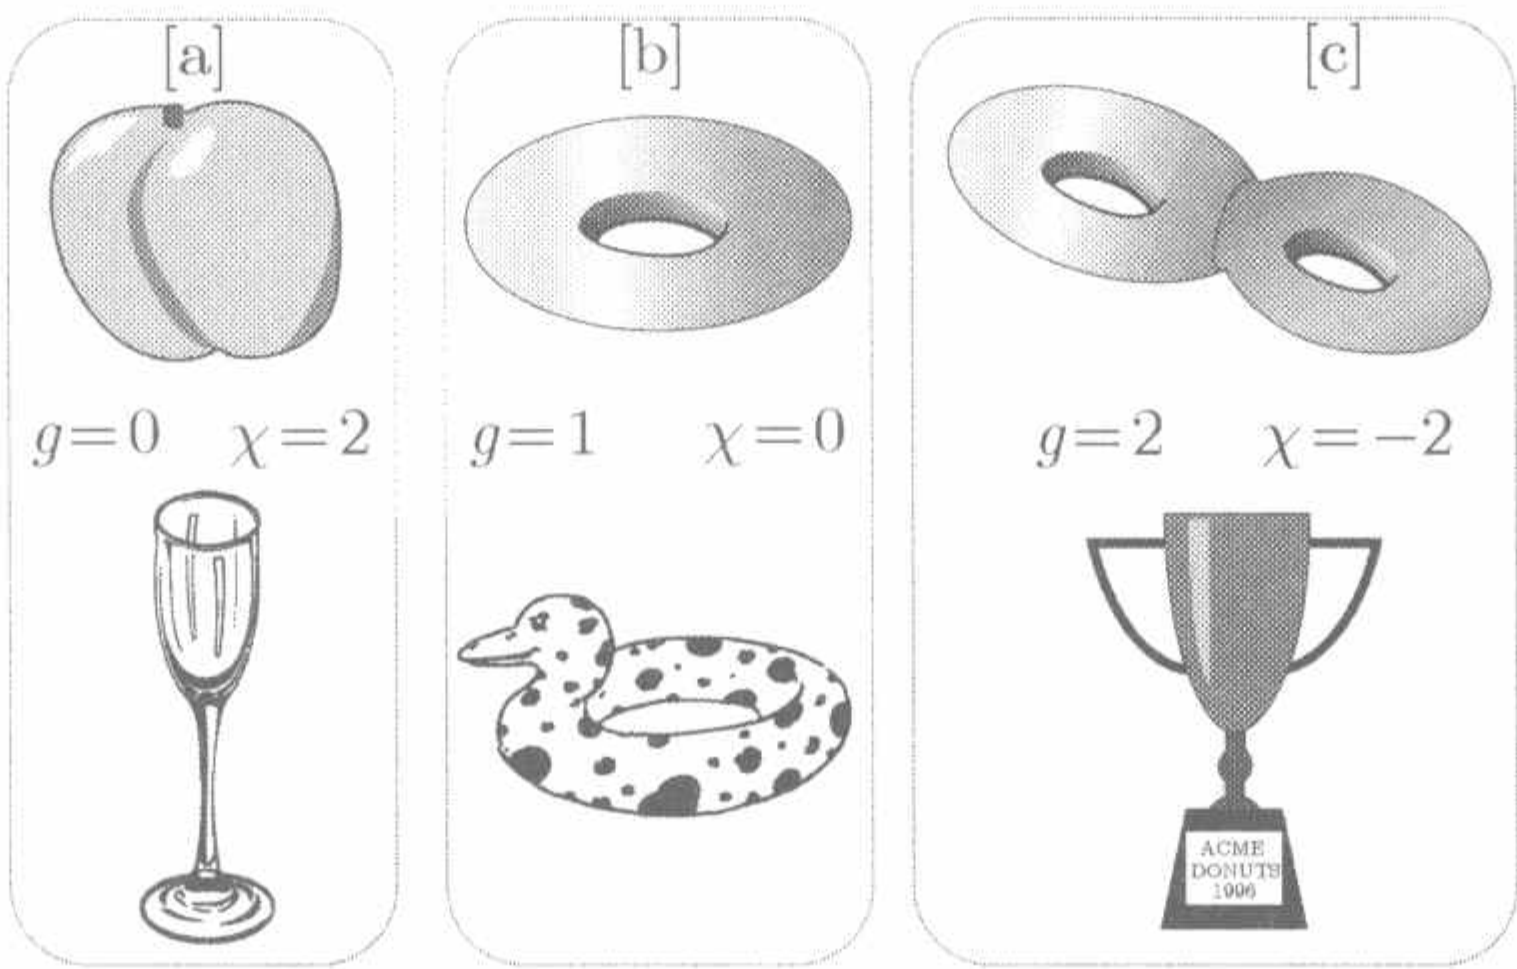 [a]
g=0 χ=2
[b]
g=1 χ=0
[c]
g=2 χ=−2
ACME
DONUTS
1996